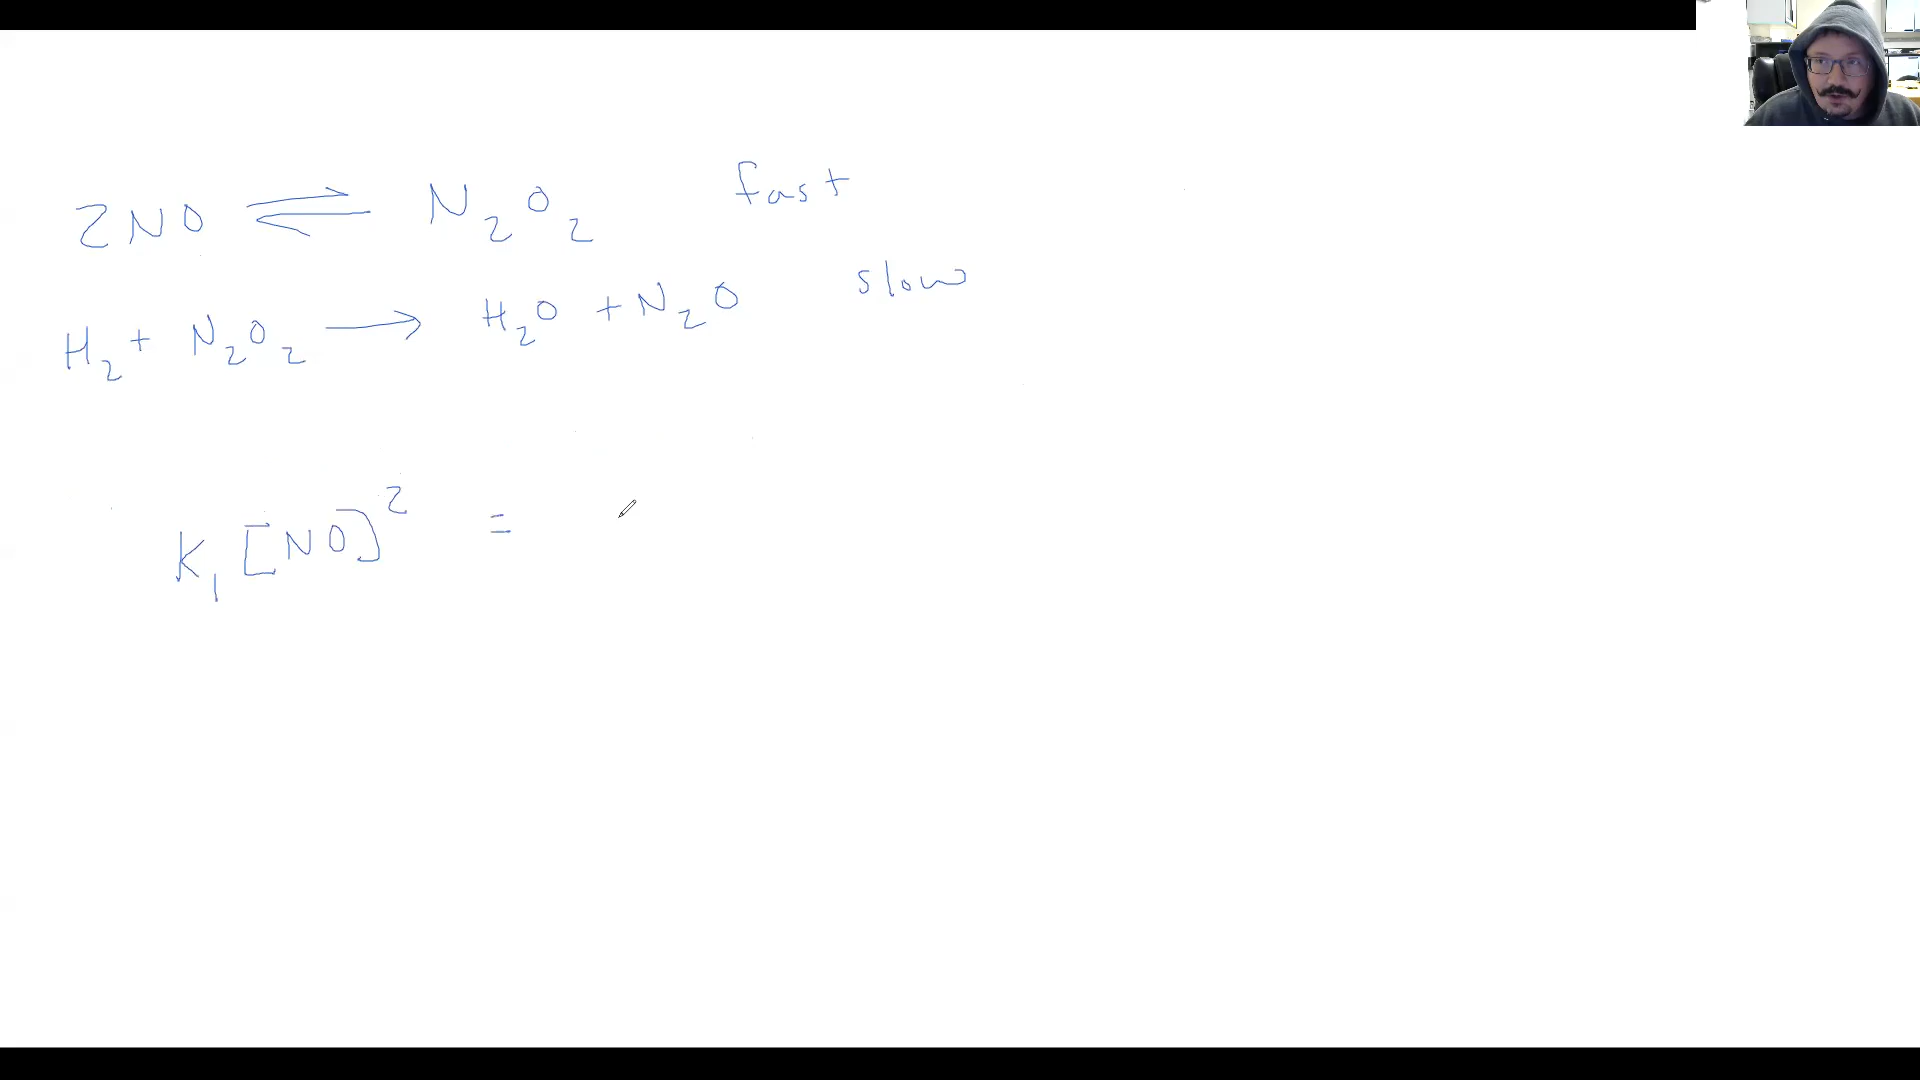 2NO ⇌ N₂O₂ fast
H₂ + N₂O₂ → H₂O + N₂O slow
K₁[NO]² =